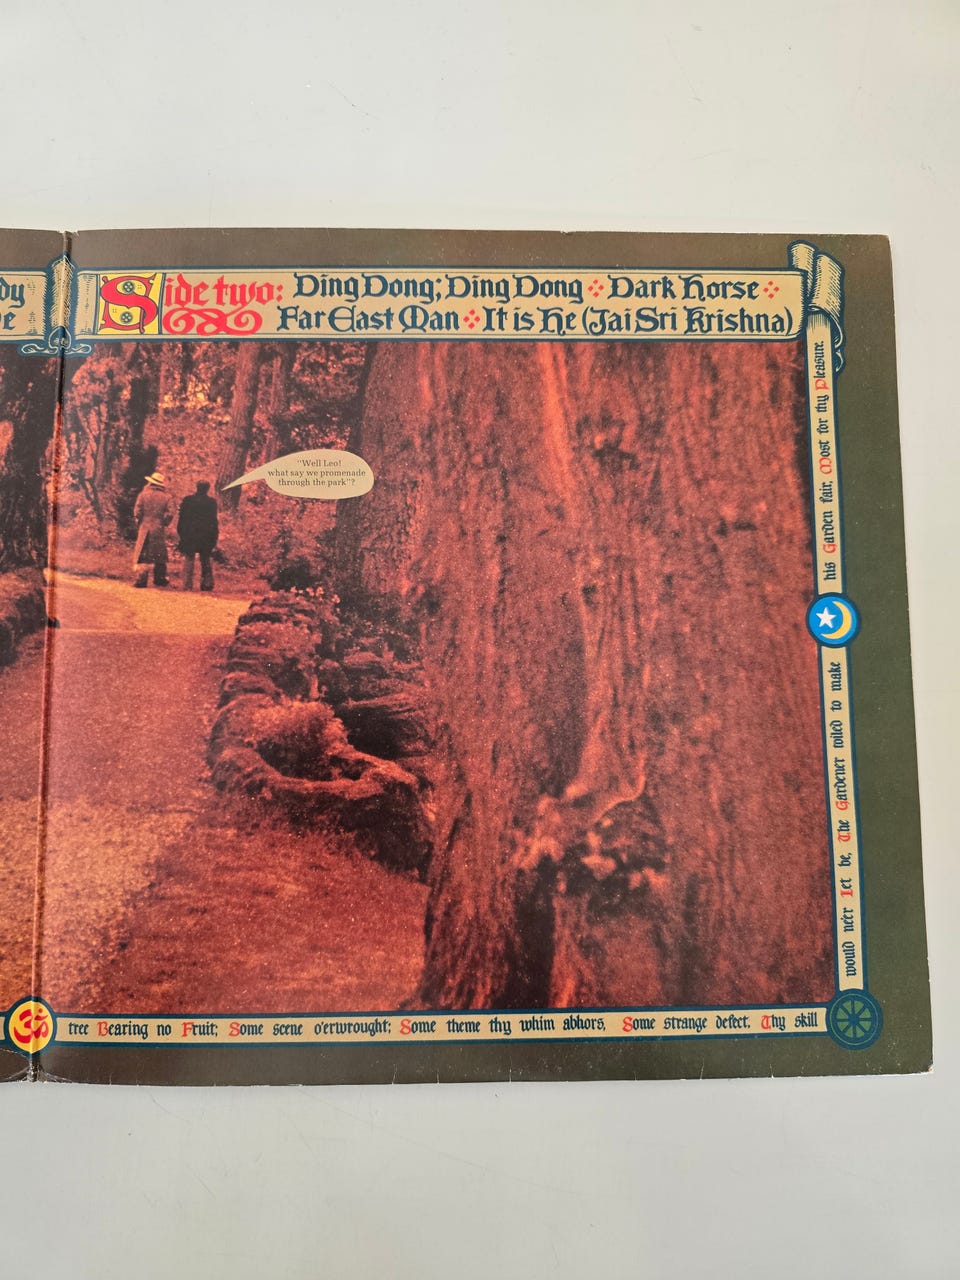 dy
e
Side two: Ding Dong; Ding Dong ❖ Dark Horse ❖
Far East Man ❖ It is He (Jai Sri Krishna)
"Well Leo!
what say we promenade
through the park"?
tree Bearing no Fruit; Some scene o'erwrought; Some theme thy whim abhors, Some strange defect. Thy skill
would ne'er Let be, The Gardener toiled to make
his Garden fair, Most for thy Pleasure.
ॐ